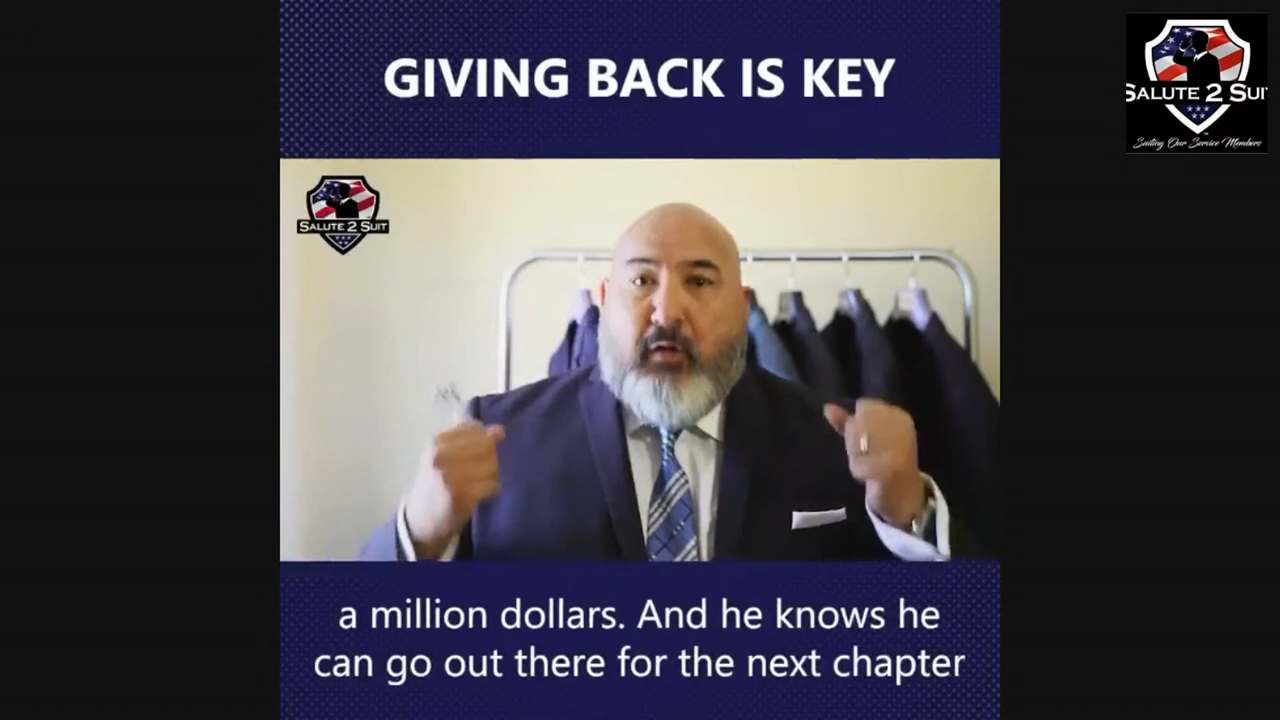 GIVING BACK IS KEY
SALUTE 2 SUIT
Suiting Our Service Members
SALUTE 2 SUIT
a million dollars. And he knows he
can go out there for the next chapter